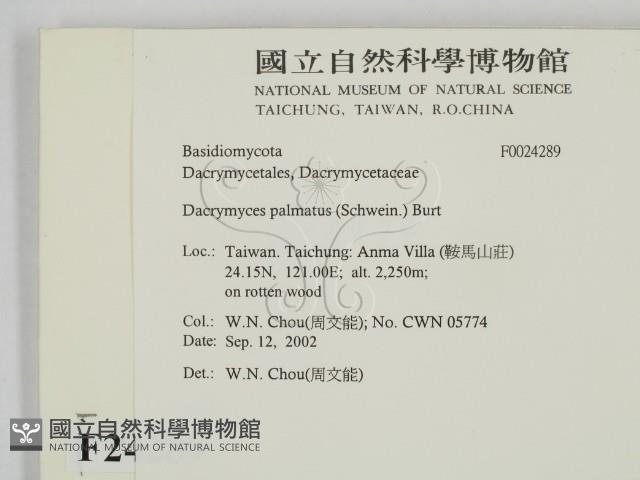 國立自然科學博物館
NATIONAL MUSEUM OF NATURAL SCIENCE
TAICHUNG, TAIWAN, R.O.CHINA
Basidiomycota F0024289
Dacrymycetales, Dacrymycetaceae
Dacrymyces palmatus (Schwein.) Burt
Loc.: Taiwan. Taichung: Anma Villa (鞍馬山莊)
24.15N, 121.00E; alt. 2,250m;
on rotten wood
Col.: W.N. Chou(周文能); No. CWN 05774
Date: Sep. 12, 2002
Det.: W.N. Chou(周文能)
國立自然科學博物館
NATIONAL MUSEUM OF NATURAL SCIENCE